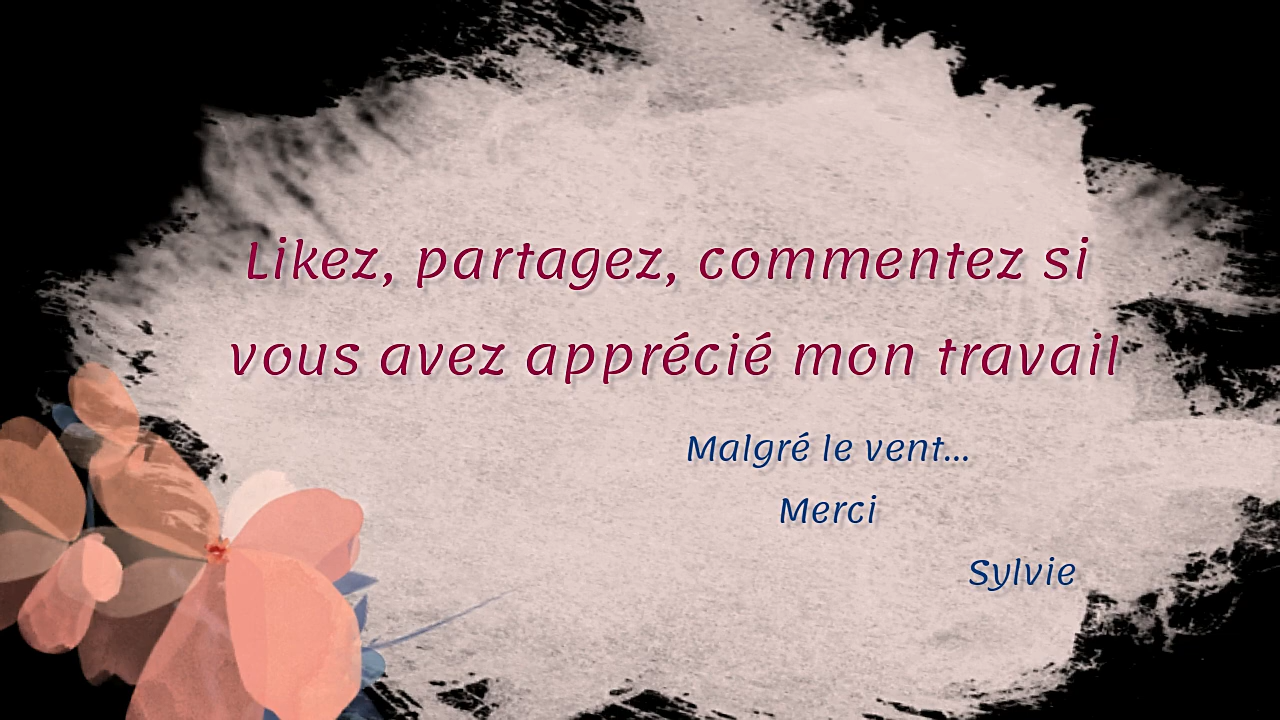 Likez, partagez, commentez si
vous avez apprécié mon travail
Malgré le vent...
Merci
Sylvie